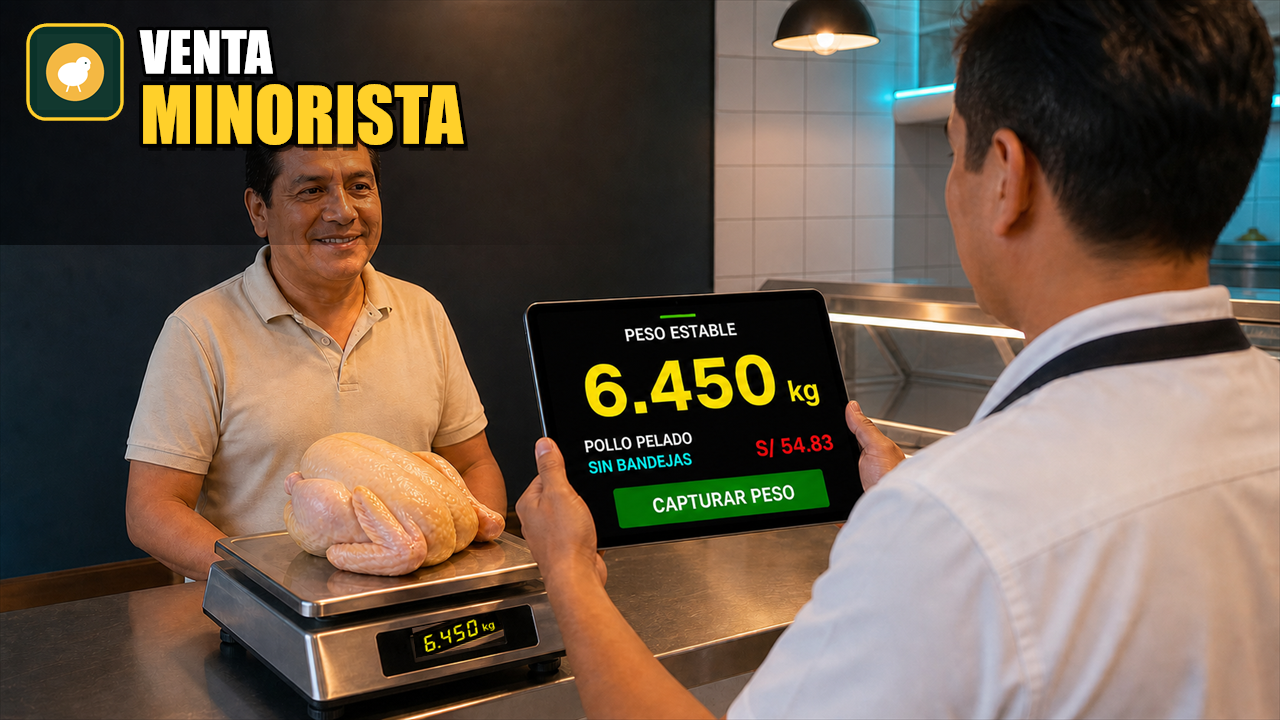 VENTA
MINORISTA
PESO ESTABLE
6.450 kg
POLLO PELADO
SIN BANDEJAS
S/ 54.83
CAPTURAR PESO
6.450 kg